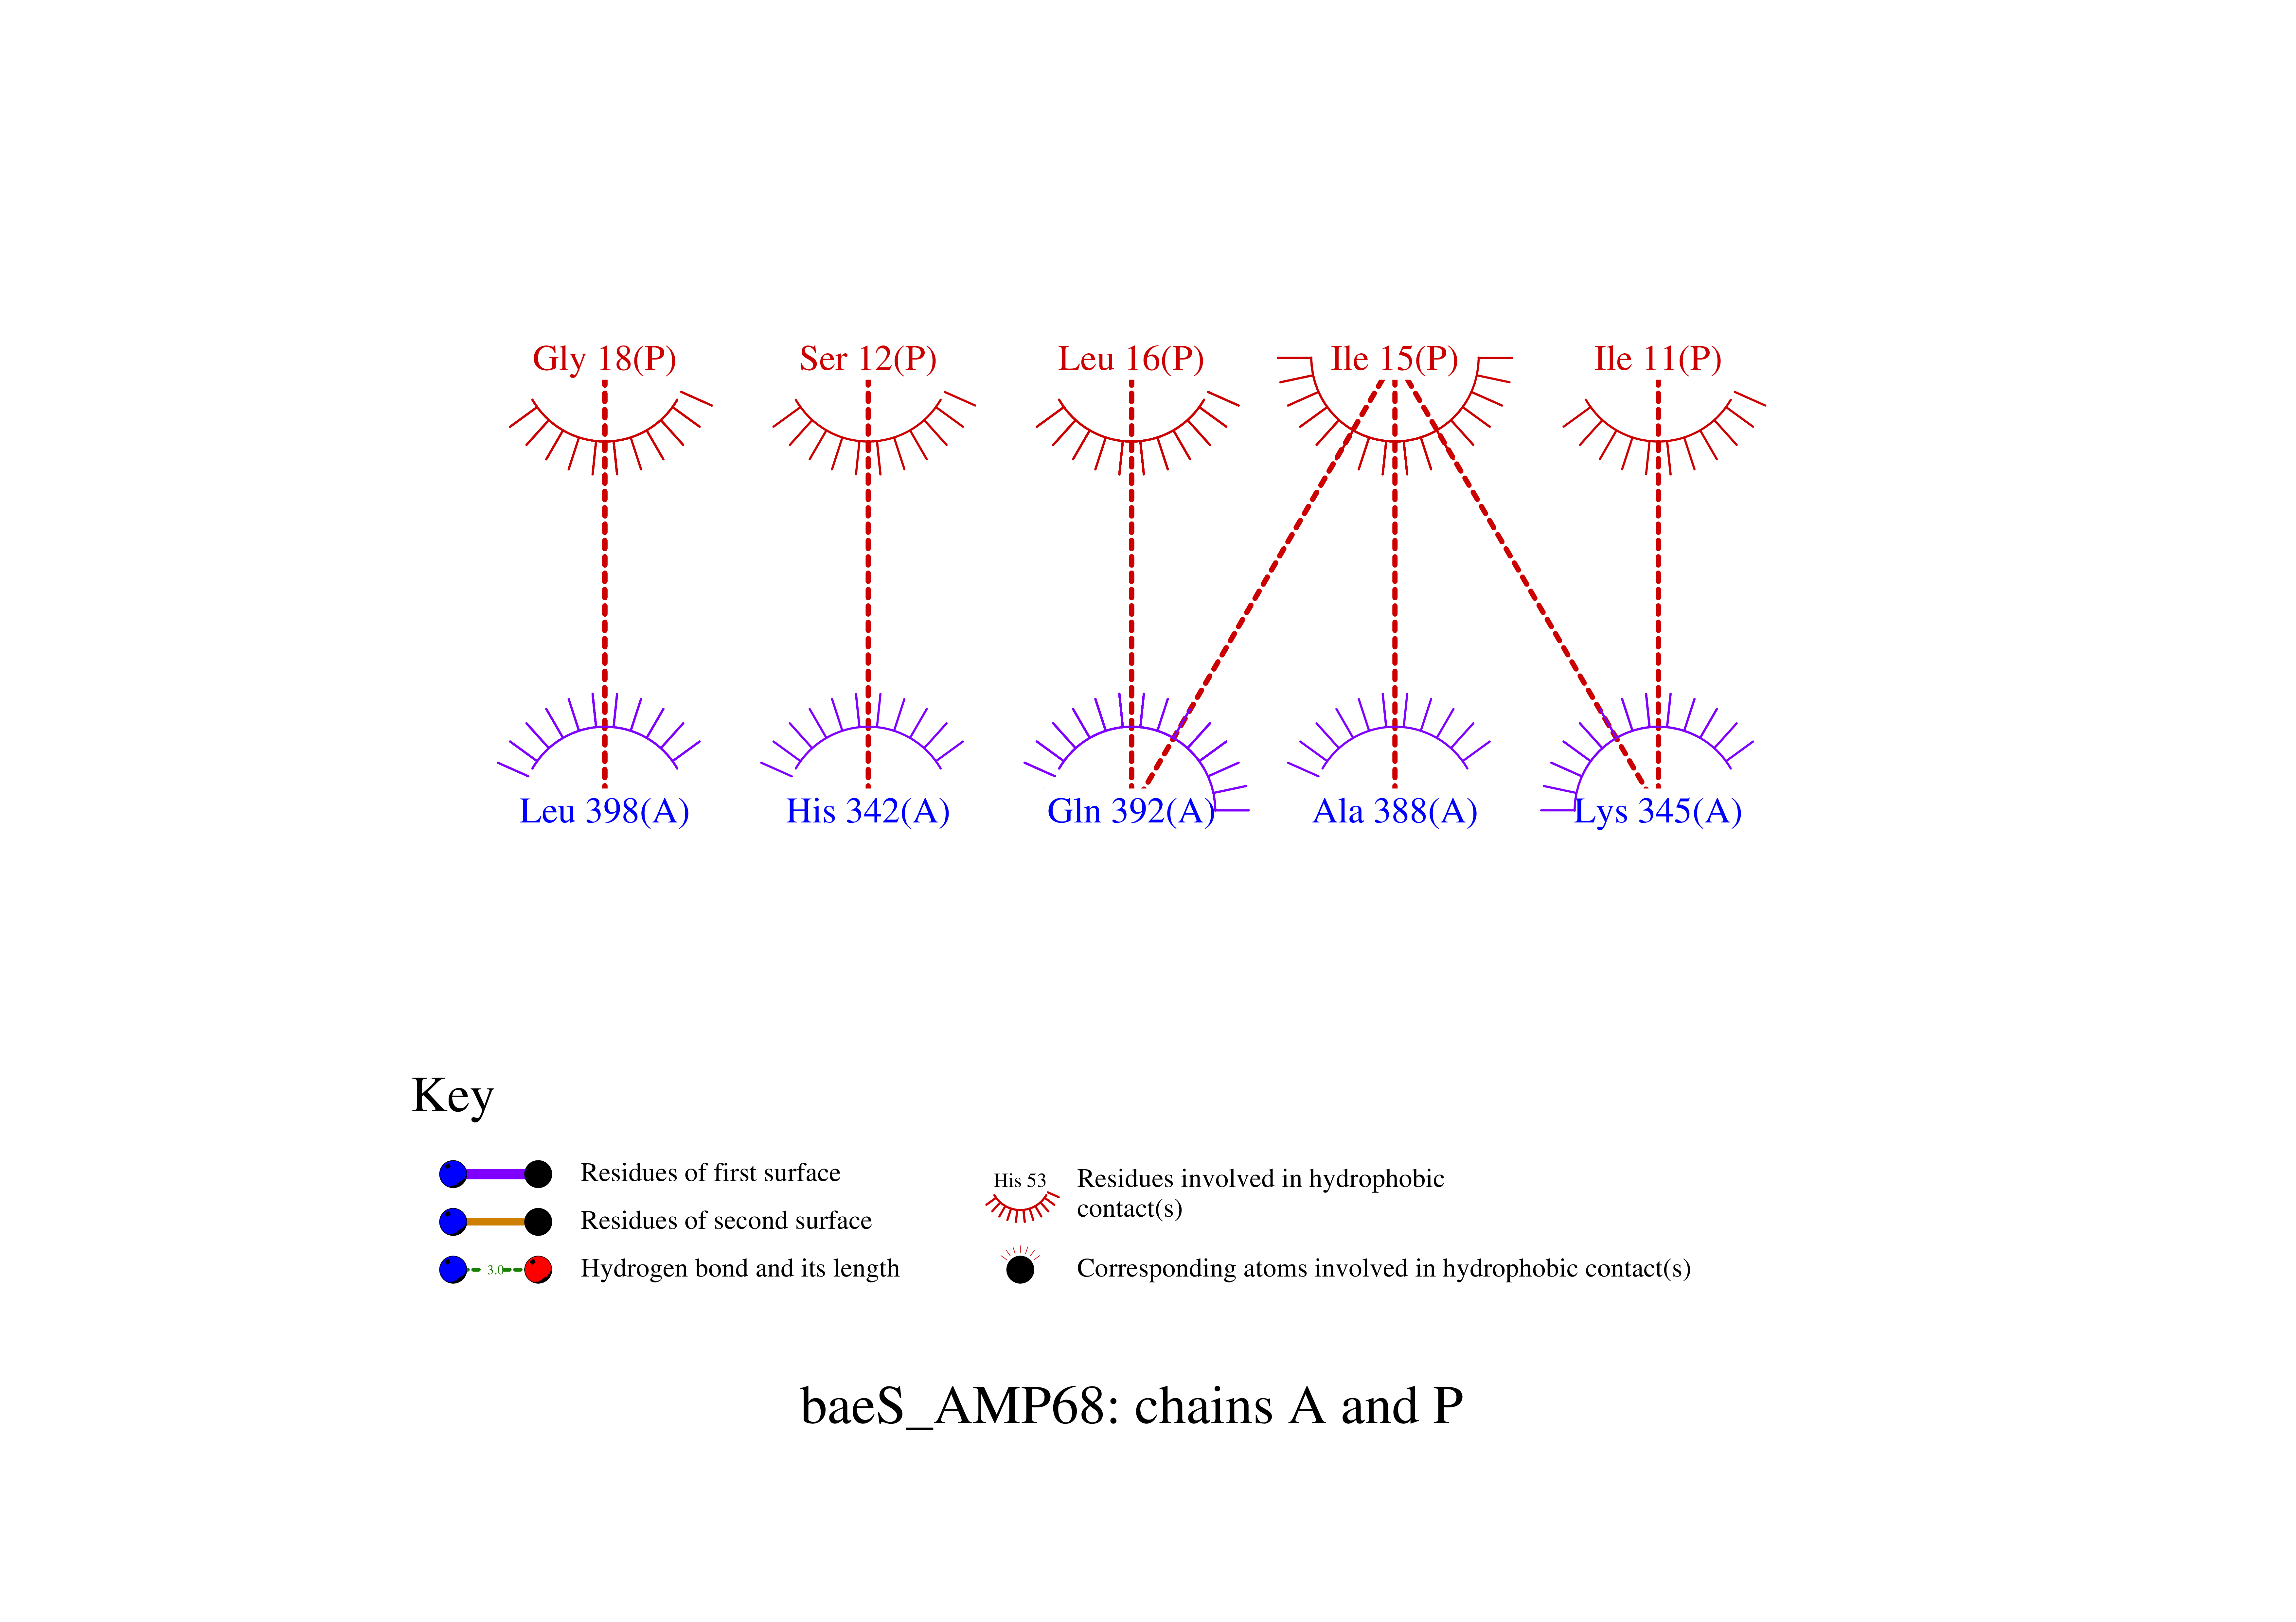 Gly 18(P) Ser 12(P) Leu 16(P) Ile 15(P) Ile 11(P)
Leu 398(A) His 342(A) Gln 392(A) Ala 388(A) Lys 345(A)
Key
Residues of first surface
Residues of second surface
3.0 Hydrogen bond and its length
His 53 Residues involved in hydrophobic
contact(s)
Corresponding atoms involved in hydrophobic contact(s)
baeS_AMP68: chains A and P